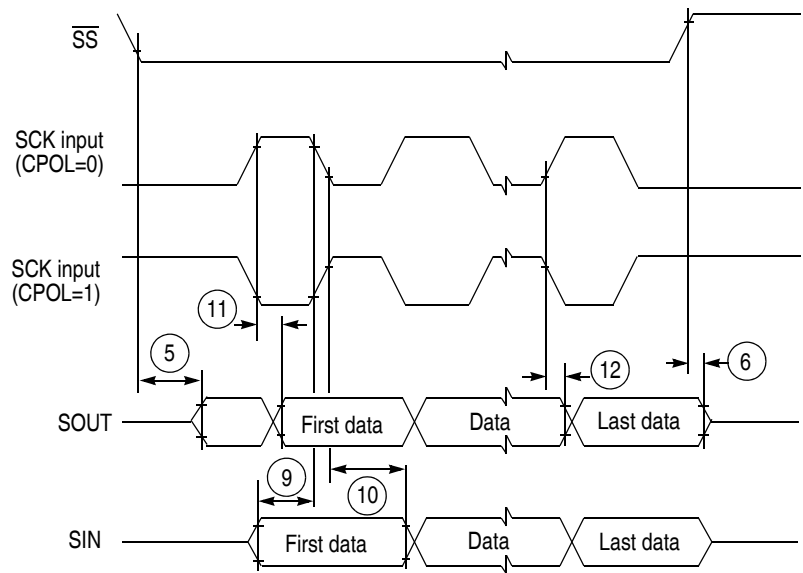 SS
SCK input
(CPOL=0)
SCK input
(CPOL=1)
11
5
12
6
SOUT
First data
Data
Last data
9
10
SIN
First data
Data
Last data